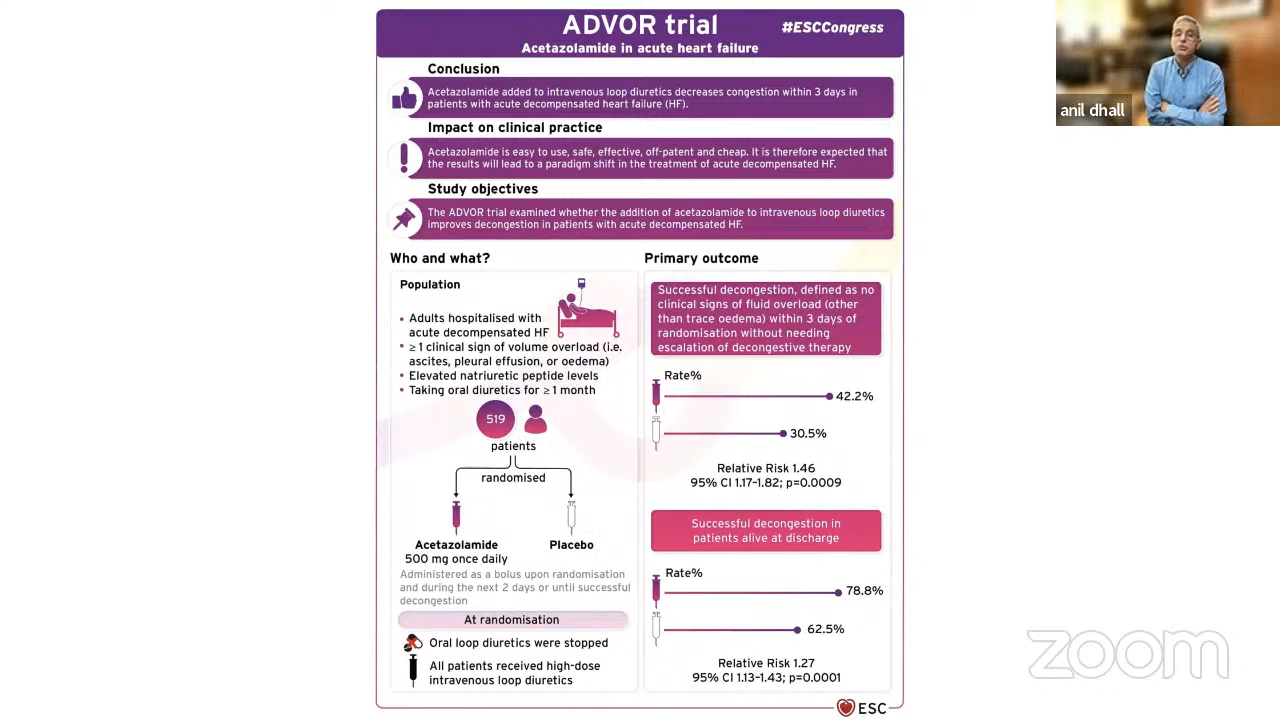 ADVOR trial
#ESCCongress
Acetazolamide in acute heart failure
Conclusion
Acetazolamide added to intravenous loop diuretics decreases congestion within 3 days in
patients with acute decompensated heart failure (HF).
Impact on clinical practice
Acetazolamide is easy to use, safe, effective, off-patent and cheap. It is therefore expected that
the results will lead to a paradigm shift in the treatment of acute decompensated HF.
Study objectives
The ADVOR trial examined whether the addition of acetazolamide to intravenous loop diuretics
improves decongestion in patients with acute decompensated HF.
Who and what?
Population
• Adults hospitalised with
acute decompensated HF
• ≥ 1 clinical sign of volume overload (i.e.
ascites, pleural effusion, or oedema)
• Elevated natriuretic peptide levels
• Taking oral diuretics for ≥ 1 month
519
patients
randomised
Acetazolamide
500 mg once daily
Placebo
Administered as a bolus upon randomisation
and during the next 2 days or until successful
decongestion
At randomisation
Oral loop diuretics were stopped
All patients received high-dose
intravenous loop diuretics
Primary outcome
Successful decongestion, defined as no
clinical signs of fluid overload (other
than trace oedema) within 3 days of
randomisation without needing
escalation of decongestive therapy
Rate%
42.2%
30.5%
Relative Risk 1.46
95% CI 1.17–1.82; p=0.0009
Successful decongestion in
patients alive at discharge
Rate%
78.8%
62.5%
Relative Risk 1.27
95% CI 1.13–1.43; p=0.0001
ESC
anil dhall
zoom